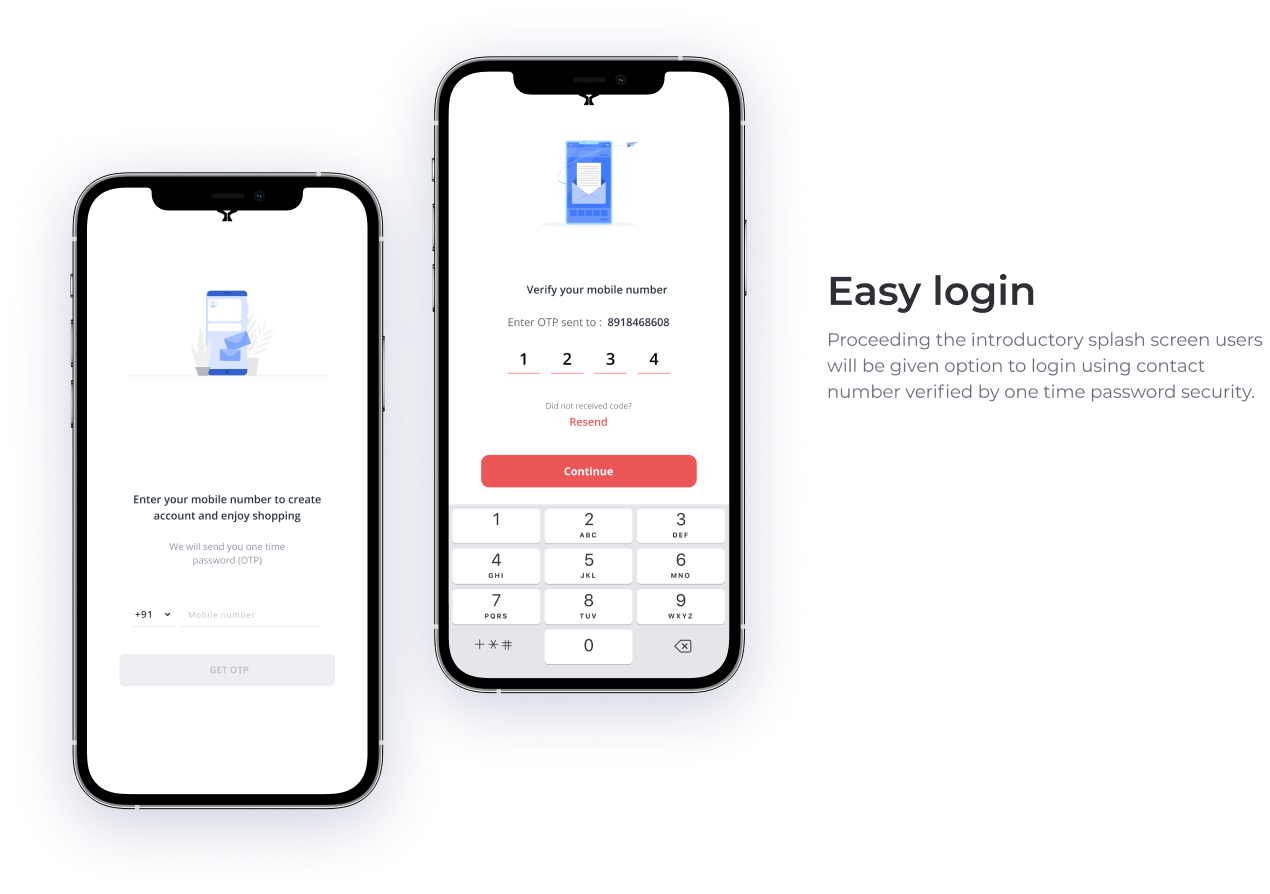 Enter your mobile number to create
account and enjoy shopping
We will send you one time
password (OTP)
+91 Mobile number
GET OTP
Verify your mobile number
Enter OTP sent to : 8918468608
1 2 3 4
Did not received code?
Resend
Continue
1 2 3
ABC DEF
4 5 6
GHI JKL MNO
7 8 9
PQRS TUV WXYZ
+*# 0
Easy login
Proceeding the introductory splash screen users
will be given option to login using contact
number verified by one time password security.